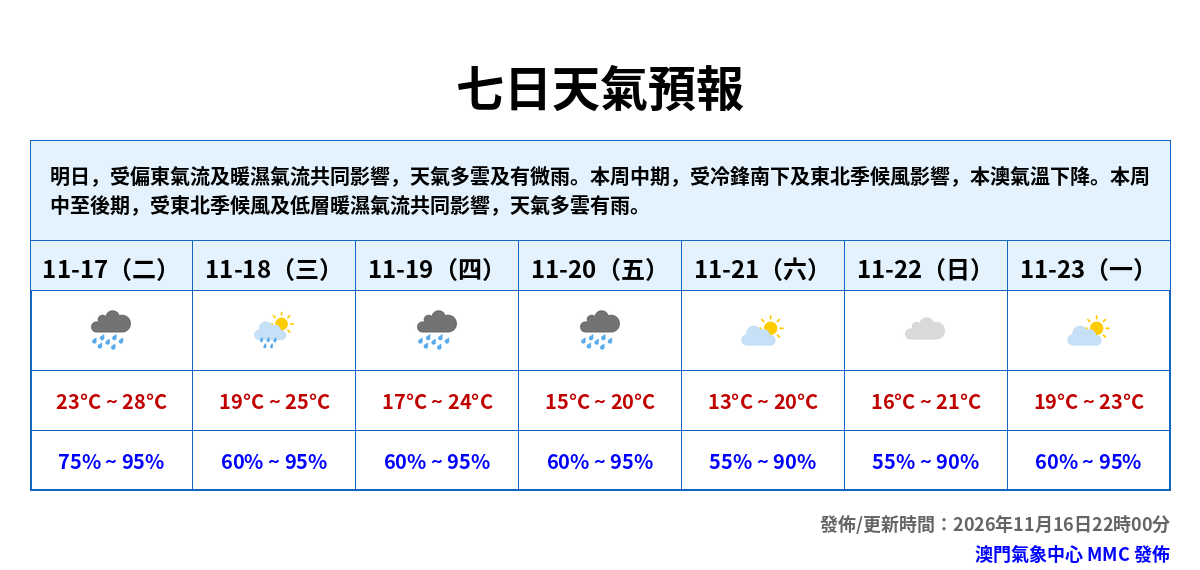 七日天氣預報
明日，受偏東氣流及暖濕氣流共同影響，天氣多雲及有微雨。本周中期，受冷鋒南下及東北季候風影響，本澳氣溫下降。本周
中至後期，受東北季候風及低層暖濕氣流共同影響，天氣多雲有雨。
11-17（二） 11-18（三） 11-19（四） 11-20（五） 11-21（六） 11-22（日） 11-23（一）
23°C ~ 28°C 19°C ~ 25°C 17°C ~ 24°C 15°C ~ 20°C 13°C ~ 20°C 16°C ~ 21°C 19°C ~ 23°C
75% ~ 95% 60% ~ 95% 60% ~ 95% 60% ~ 95% 55% ~ 90% 55% ~ 90% 60% ~ 95%
發佈/更新時間：2026年11月16日22時00分
澳門氣象中心 MMC 發佈